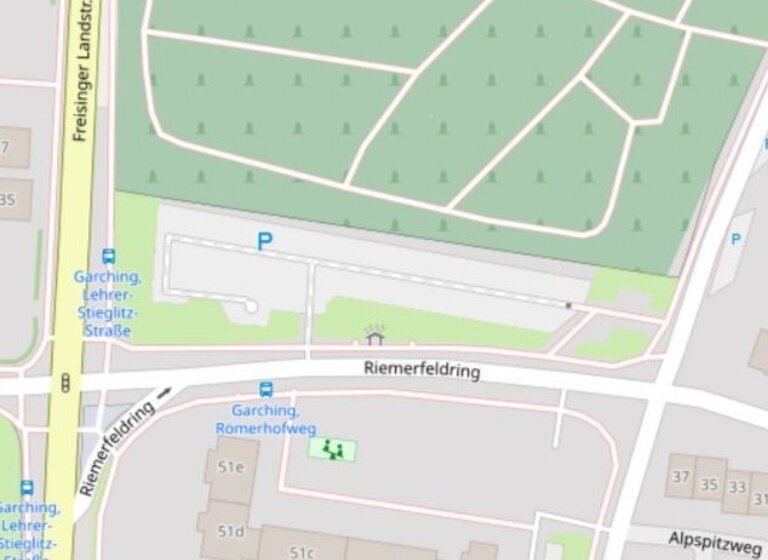 Freisinger Landstr.
7
35
P
P
Garching,
Lehrer-
Stieglitz-
Straße
Riemerfeldring
Garching,
Römerhofweg
Riemerfeldring
51e
37
35
33
31
Garching,
Lehrer-
Stieglitz-
51d
51c
Alpspitzweg